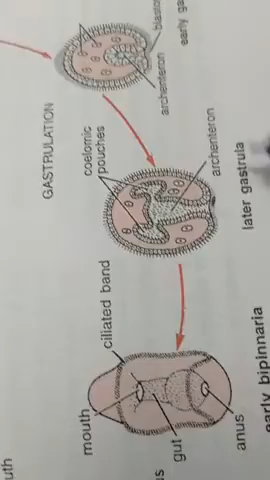 GASTRULATION
archenteron
early ga
coelomic
pouches
archenteron
later gastrula
ciliated band
mouth
gut
anus
early bipinnaria
uth